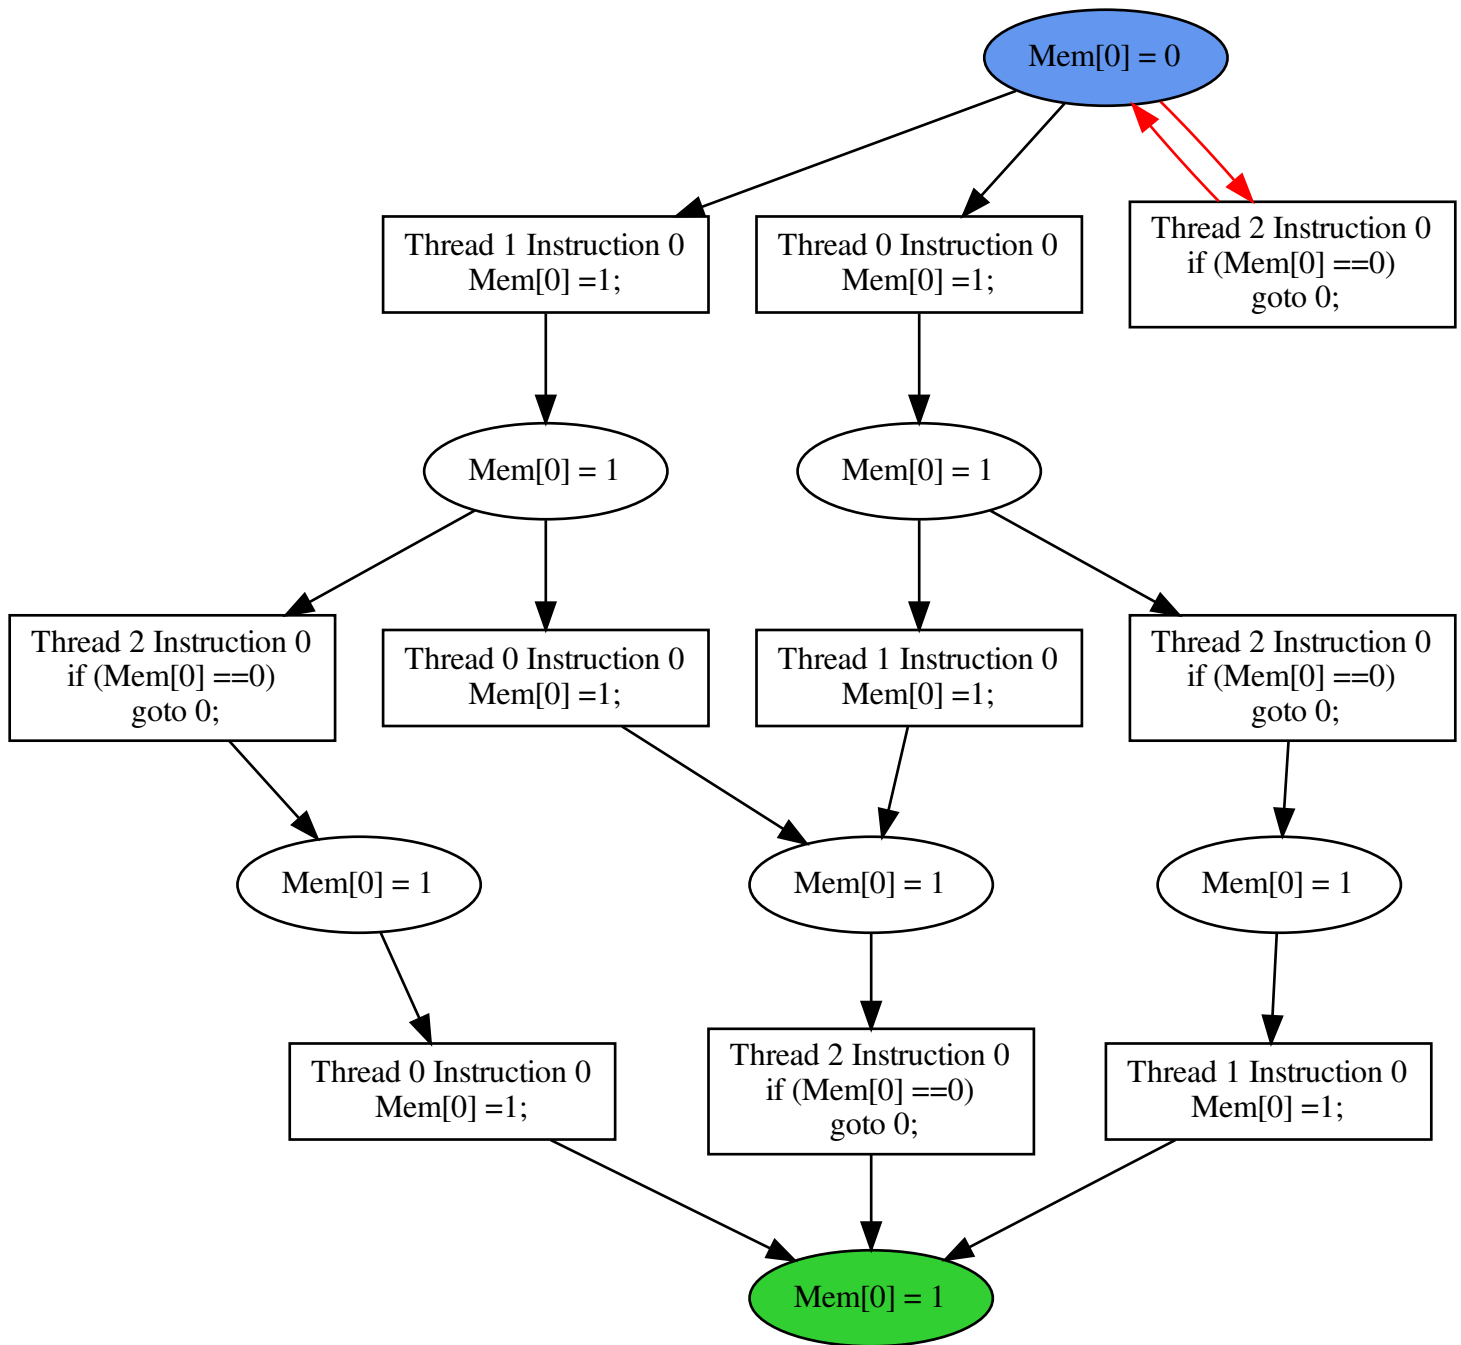 Mem[0] = 0
Thread 1 Instruction 0
Mem[0] =1;
Thread 0 Instruction 0
Mem[0] =1;
Thread 2 Instruction 0
if (Mem[0] ==0)
goto 0;
Mem[0] = 1
Mem[0] = 1
Thread 2 Instruction 0
if (Mem[0] ==0)
goto 0;
Thread 0 Instruction 0
Mem[0] =1;
Thread 1 Instruction 0
Mem[0] =1;
Thread 2 Instruction 0
if (Mem[0] ==0)
goto 0;
Mem[0] = 1
Mem[0] = 1
Mem[0] = 1
Thread 0 Instruction 0
Mem[0] =1;
Thread 2 Instruction 0
if (Mem[0] ==0)
goto 0;
Thread 1 Instruction 0
Mem[0] =1;
Mem[0] = 1